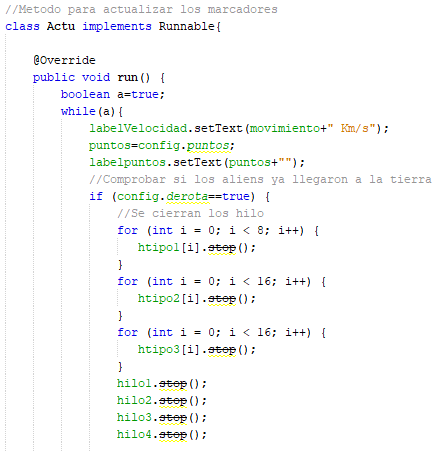 //Metodo para actualizar los marcadores
class Actu implements Runnable{
@Override
public void run() {
boolean a=true;
while(a){
labelVelocidad.setText(movimiento+" Km/s");
puntos=config.puntos;
labelpuntos.setText(puntos+"");
//Comprobar si los aliens ya llegaron a la tierra
if (config.derota==true) {
//Se cierran los hilo
for (int i = 0; i < 8; i++) {
htipo1[i].stop();
}
for (int i = 0; i < 16; i++) {
htipo2[i].stop();
}
for (int i = 0; i < 16; i++) {
htipo3[i].stop();
}
hilo1.stop();
hilo2.stop();
hilo3.stop();
hilo4.stop();